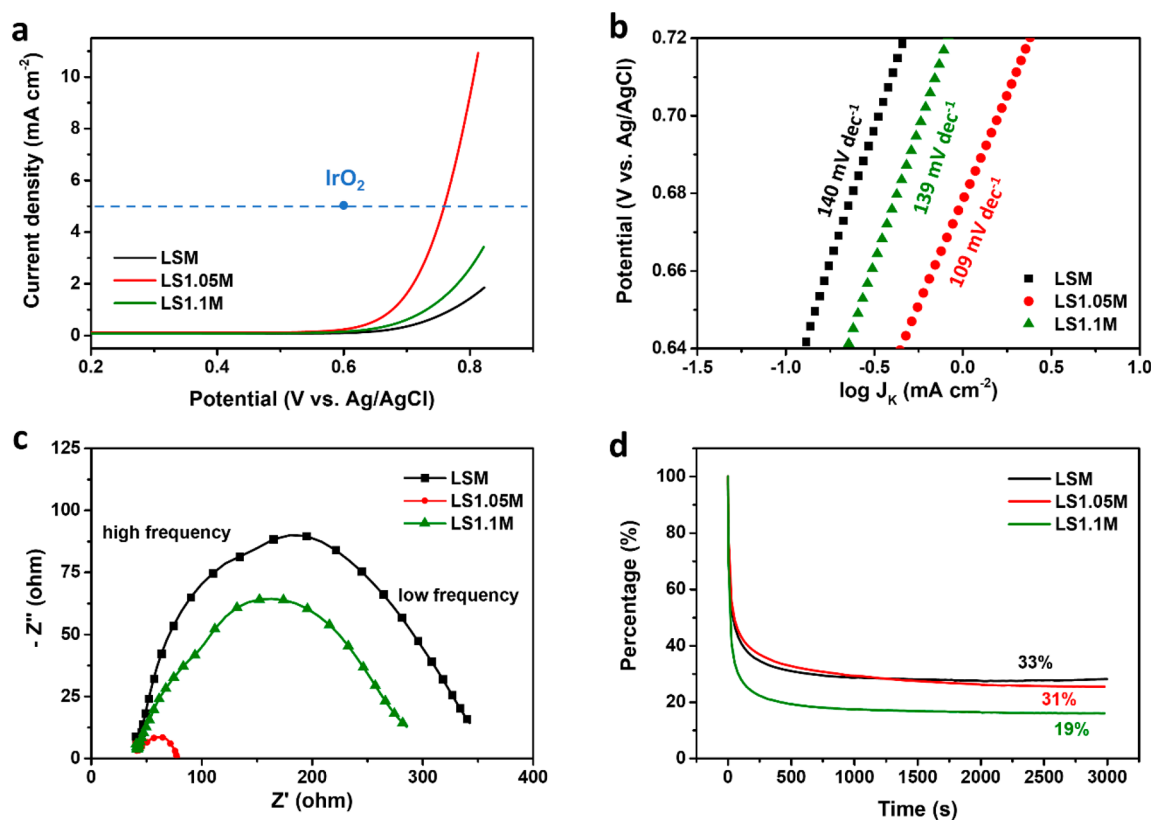 a
Current density (mA cm⁻²)
10
8
6
4
2
0
IrO₂
LSM
LS1.05M
LS1.1M
0.2 0.4 0.6 0.8
Potential (V vs. Ag/AgCl)
b
Potential (V vs. Ag/AgCl)
0.72
0.70
0.68
0.66
0.64
140 mV dec⁻¹
139 mV dec⁻¹
109 mV dec⁻¹
LSM
LS1.05M
LS1.1M
-1.5 -1.0 -0.5 0.0 0.5 1.0
log Jₖ (mA cm⁻²)
c
- Z'' (ohm)
125
100
75
50
25
0
high frequency
low frequency
LSM
LS1.05M
LS1.1M
0 100 200 300 400
Z' (ohm)
d
Percentage (%)
100
80
60
40
20
0
LSM
LS1.05M
LS1.1M
33%
31%
19%
0 500 1000 1500 2000 2500 3000
Time (s)